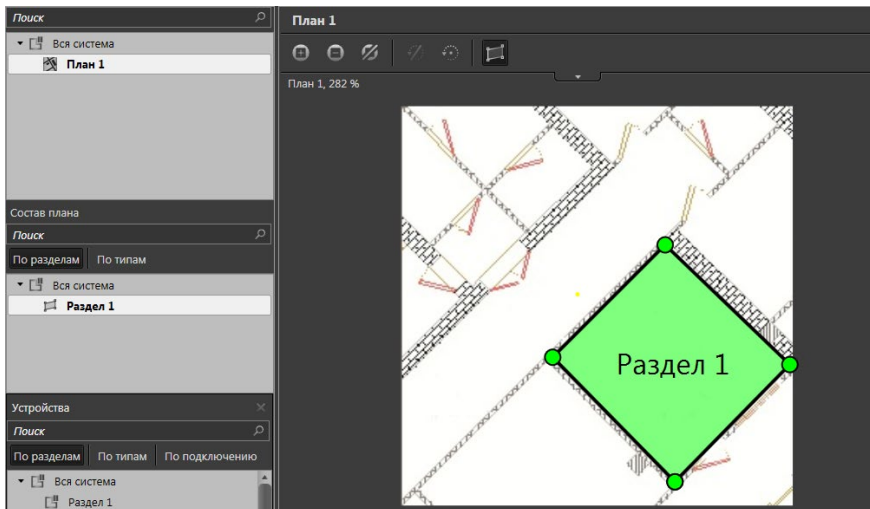 Поиск
Вся система
План 1
Состав плана
Поиск
По разделам По типам
Вся система
Раздел 1
Устройства
Поиск
По разделам По типам По подключению
Вся система
Раздел 1
План 1
План 1, 282 %
Раздел 1